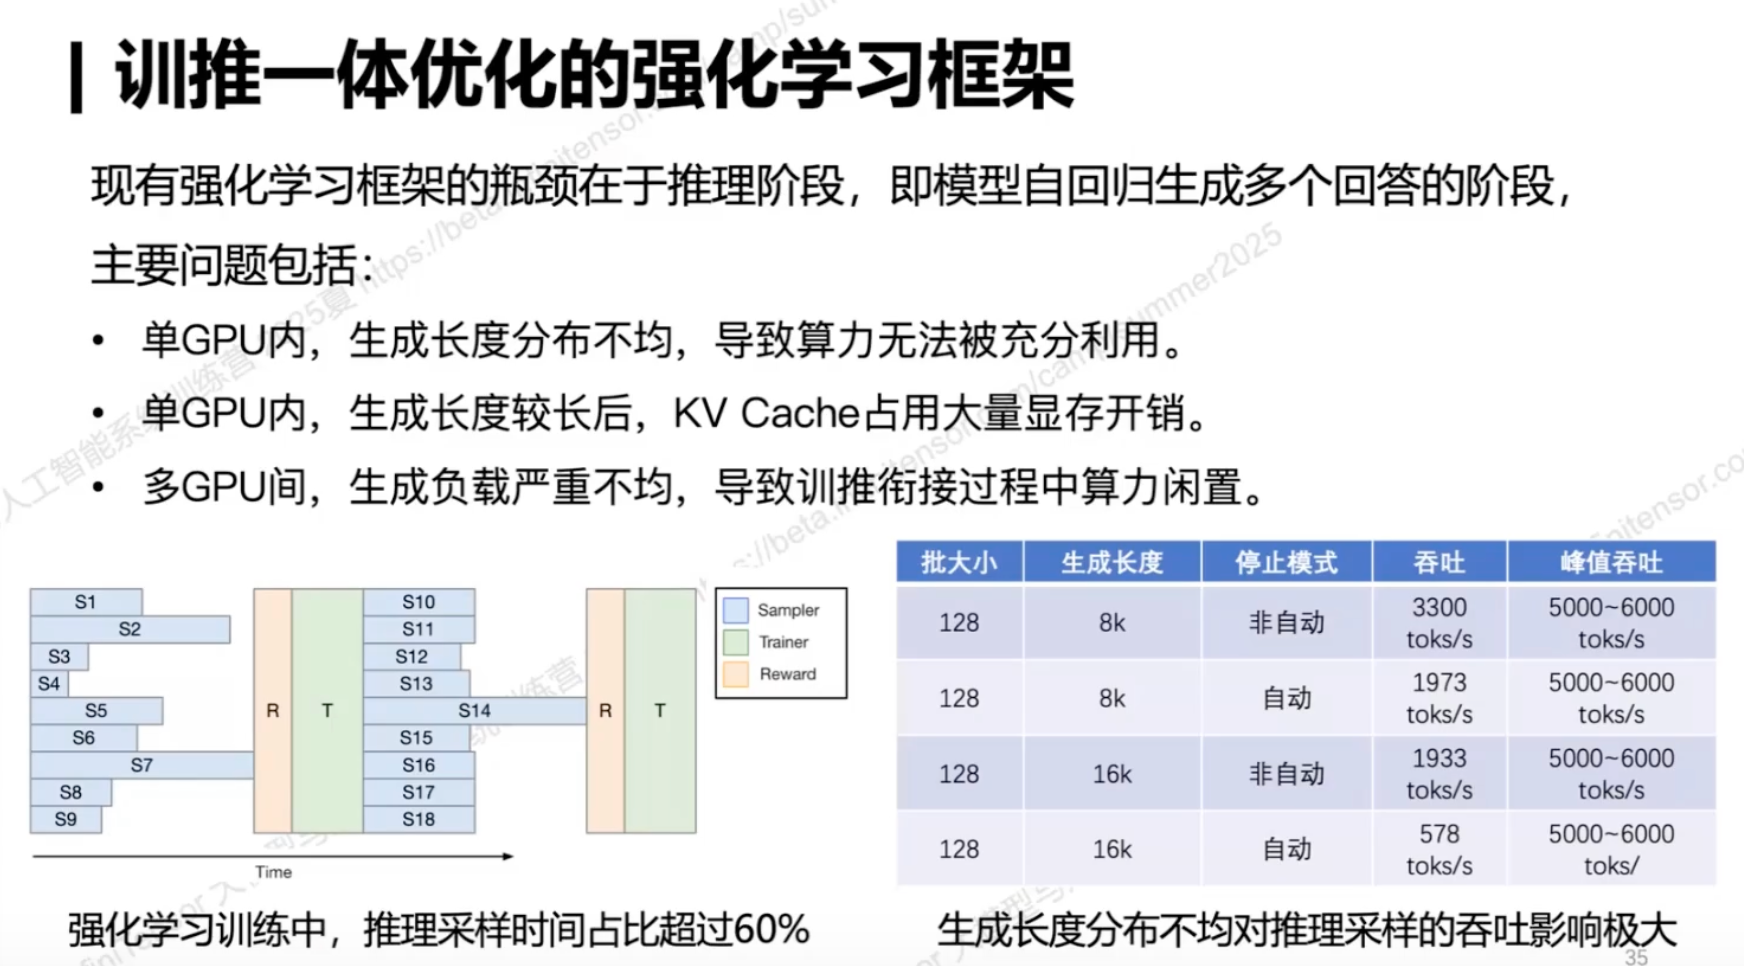 训推一体优化的强化学习框架
现有强化学习框架的瓶颈在于推理阶段，即模型自回归生成多个回答的阶段，
主要问题包括：
• 单GPU内，生成长度分布不均，导致算力无法被充分利用。
• 单GPU内，生成长度较长后，KV Cache占用大量显存开销。
• 多GPU间，生成负载严重不均，导致训推衔接过程中算力闲置。
S1
S2
S3
S4
S5
S6
S7
S8
S9
R
T
S10
S11
S12
S13
S14
S15
S16
S17
S18
R
T
Sampler
Trainer
Reward
Time
强化学习训练中，推理采样时间占比超过60%
批大小 生成长度 停止模式 吞吐 峰值吞吐
128 8k 非自动 3300 toks/s 5000~6000 toks/s
128 8k 自动 1973 toks/s 5000~6000 toks/s
128 16k 非自动 1933 toks/s 5000~6000 toks/s
128 16k 自动 578 toks/s 5000~6000 toks/
生成长度分布不均对推理采样的吞吐影响极大
35